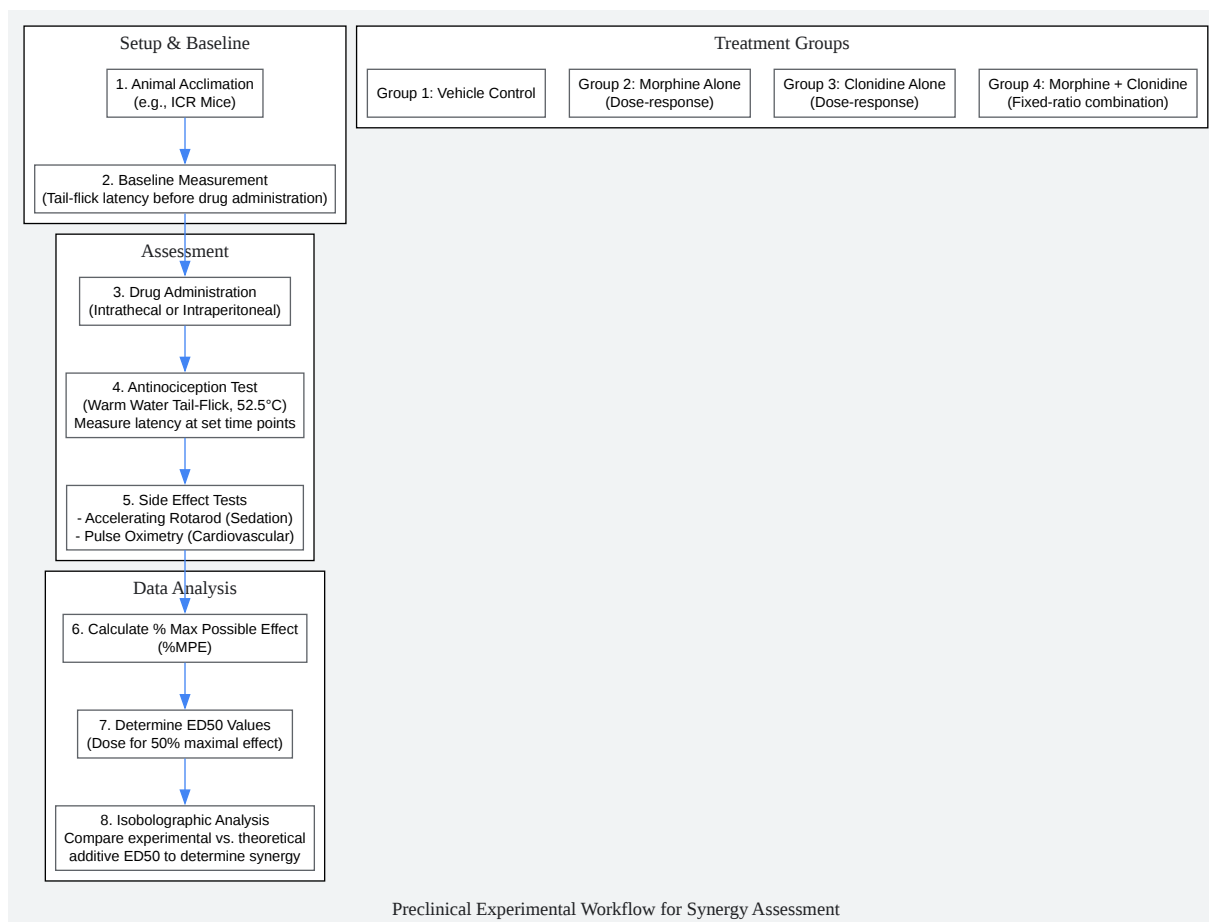 Setup & Baseline
1. Animal Acclimation
(e.g., ICR Mice)
2. Baseline Measurement
(Tail-flick latency before drug administration)
Treatment Groups
Group 1: Vehicle Control
Group 2: Morphine Alone
(Dose-response)
Group 3: Clonidine Alone
(Dose-response)
Group 4: Morphine + Clonidine
(Fixed-ratio combination)
Assessment
3. Drug Administration
(Intrathecal or Intraperitoneal)
4. Antinociception Test
(Warm Water Tail-Flick, 52.5°C)
Measure latency at set time points
5. Side Effect Tests
- Accelerating Rotarod (Sedation)
- Pulse Oximetry (Cardiovascular)
Data Analysis
6. Calculate % Max Possible Effect
(%MPE)
7. Determine ED50 Values
(Dose for 50% maximal effect)
8. Isobolographic Analysis
Compare experimental vs. theoretical
additive ED50 to determine synergy
Preclinical Experimental Workflow for Synergy Assessment